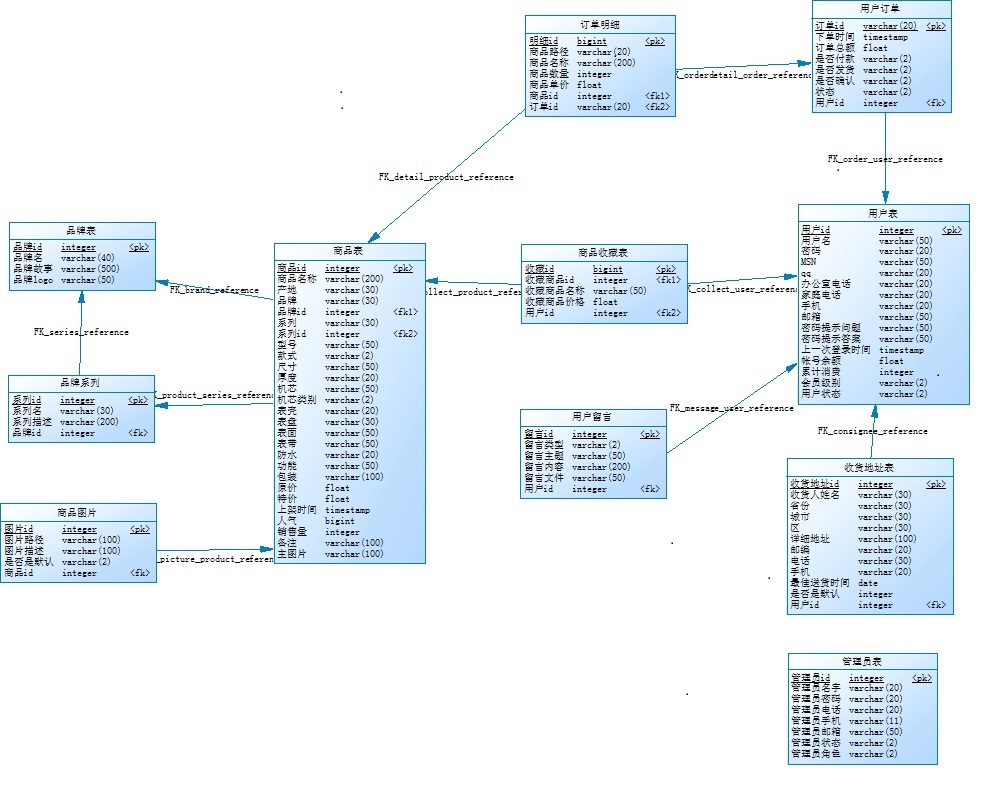 订单明细
明细id bigint <pk>
商品路径 varchar(20)
商品名称 varchar(200)
商品数量 integer
商品单价 float
商品id integer <fk1>
订单id varchar(20) <fk2>
用户订单
订单id varchar(20) <pk>
下单时间 timestamp
订单总额 float
是否付款 varchar(2)
是否发货 varchar(2)
是否确认 varchar(2)
状态 varchar(2)
用户id integer <fk>
_orderdetail_order_referenc
FK_order_user_reference
FK_detail_product_reference
品牌表
品牌id integer <pk>
品牌名 varchar(40)
品牌故事 varchar(500)
品牌logo varchar(50)
FK_brand_reference
FK_series_reference
商品表
商品id integer <pk>
商品名称 varchar(200)
产地 varchar(30)
品牌 varchar(30)
品牌id integer <fk1>
系列 varchar(30)
系列id integer <fk2>
型号 varchar(50)
款式 varchar(2)
尺寸 varchar(50)
厚度 varchar(20)
机芯 varchar(50)
机芯类别 varchar(2)
表壳 varchar(20)
表盘 varchar(30)
表面 varchar(50)
表带 varchar(50)
防水 varchar(20)
功能 varchar(50)
包装 varchar(100)
原价 float
特价 float
上架时间 timestamp
人气 bigint
销售量 integer
备注 varchar(100)
主图片 varchar(100)
商品收藏表
收藏id bigint <pk>
收藏商品id integer <fk1>
收藏商品名称 varchar(50)
收藏商品价格 float
用户id integer <fk2>
ollect_product_refe
_collect_user_referenc
用户表
用户id integer <pk>
用户名 varchar(50)
密码 varchar(20)
MSN varchar(50)
qq varchar(20)
办公室电话 varchar(20)
家庭电话 varchar(20)
手机 varchar(20)
邮箱 varchar(50)
密码提示问题 varchar(50)
密码提示答案 varchar(50)
上一次登录时间 timestamp
帐号余额 float
累计消费 integer
会员级别 varchar(2)
用户状态 varchar(2)
品牌系列
系列id integer <pk>
系列名 varchar(30)
系列描述 varchar(200)
品牌id integer <fk>
_product_series_referenc
用户留言
留言id integer <pk>
留言类型 varchar(2)
留言主题 varchar(50)
留言内容 varchar(200)
留言文件 varchar(50)
用户id integer <fk>
FK_message_user_reference
FK_consignee_reference
收货地址表
收货地址id integer <pk>
收货人姓名 varchar(30)
省份 varchar(30)
城市 varchar(30)
区 varchar(30)
详细地址 varchar(100)
邮编 varchar(20)
电话 varchar(30)
手机 varchar(20)
最佳送货时间 date
是否是默认 integer
用户id integer <fk>
商品图片
图片id integer <pk>
图片路径 varchar(100)
图片描述 varchar(100)
是否是默认 varchar(2)
商品id integer <fk>
_picture_product_referen
管理员表
管理员id integer <pk>
管理员名字 varchar(20)
管理员密码 varchar(20)
管理员电话 varchar(20)
管理员手机 varchar(11)
管理员邮箱 varchar(50)
管理员状态 varchar(2)
管理员角色 varchar(2)